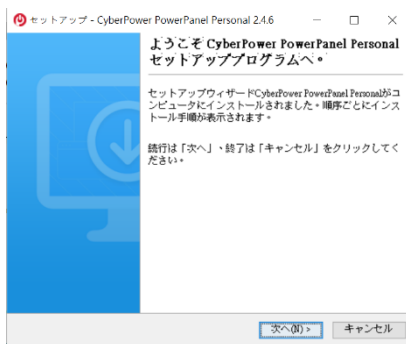 セットアップ - CyberPower PowerPanel Personal 2.4.6
ようこそ CyberPower PowerPanel Personal
セットアッププログラムへ。
セットアップウィザードCyberPower PowerPanel Personalがコ
ンピュータにインストールされました。順序ごとにインス
トール手順が表示されます。
続行は「次へ」、終了は「キャンセル」をクリックしてく
ださい。
次へ(N) >
キャンセル